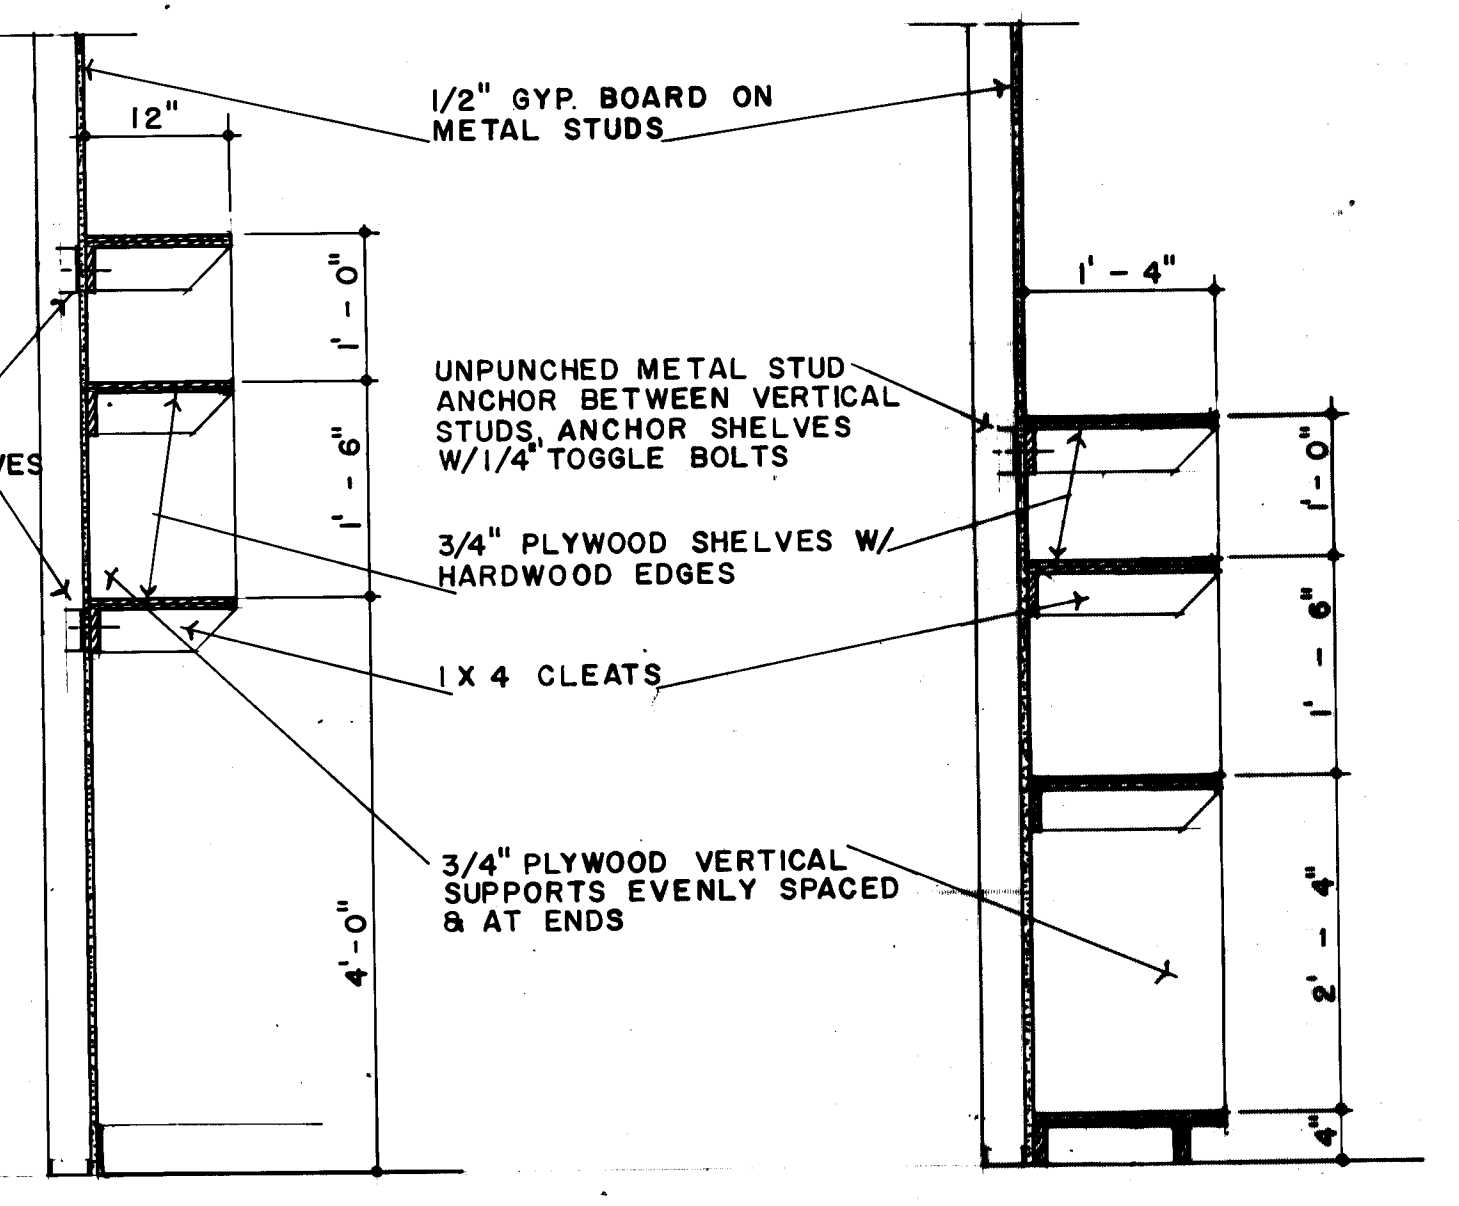 1/2" GYP. BOARD ON
METAL STUDS
12"
1'-0"
1'-6"
4'-0"
VES
UNPUNCHED METAL STUD
ANCHOR BETWEEN VERTICAL
STUDS, ANCHOR SHELVES
W/1/4" TOGGLE BOLTS
3/4" PLYWOOD SHELVES W/
HARDWOOD EDGES
1 X 4 CLEATS
3/4" PLYWOOD VERTICAL
SUPPORTS EVENLY SPACED
& AT ENDS
1'-4"
1'-0"
1'-6"
2'-4"
4"